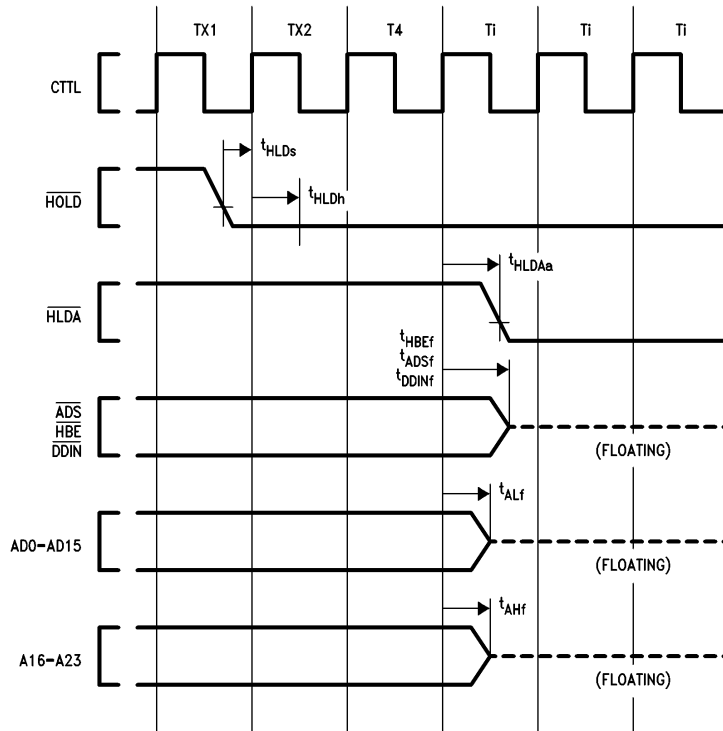 TX1 TX2 T4 Ti Ti Ti
CTTL
tHLDs
HOLD
tHLDh
tHLDAa
HLDA
tHBEf
tADSf
tDDINf
ADS
HBE
DDIN
(FLOATING)
tALf
AD0-AD15
(FLOATING)
tAHf
A16-A23
(FLOATING)